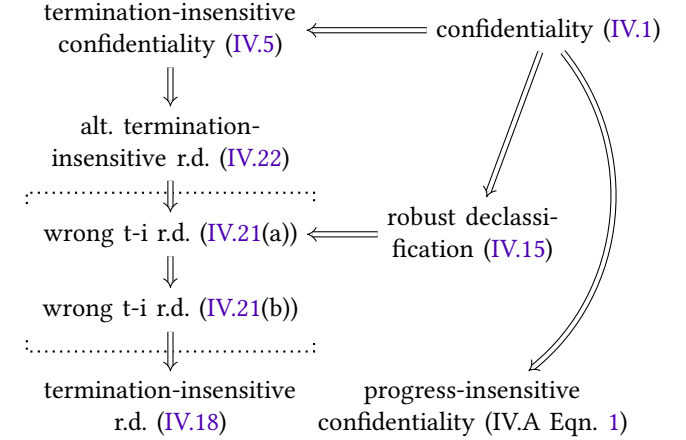 termination-insensitive
confidentiality (IV.5)
confidentiality (IV.1)
alt. termination-
insensitive r.d. (IV.22)
wrong t-i r.d. (IV.21(a))
robust declassi-
fication (IV.15)
wrong t-i r.d. (IV.21(b))
termination-insensitive
r.d. (IV.18)
progress-insensitive
confidentiality (IV.A Eqn. 1)